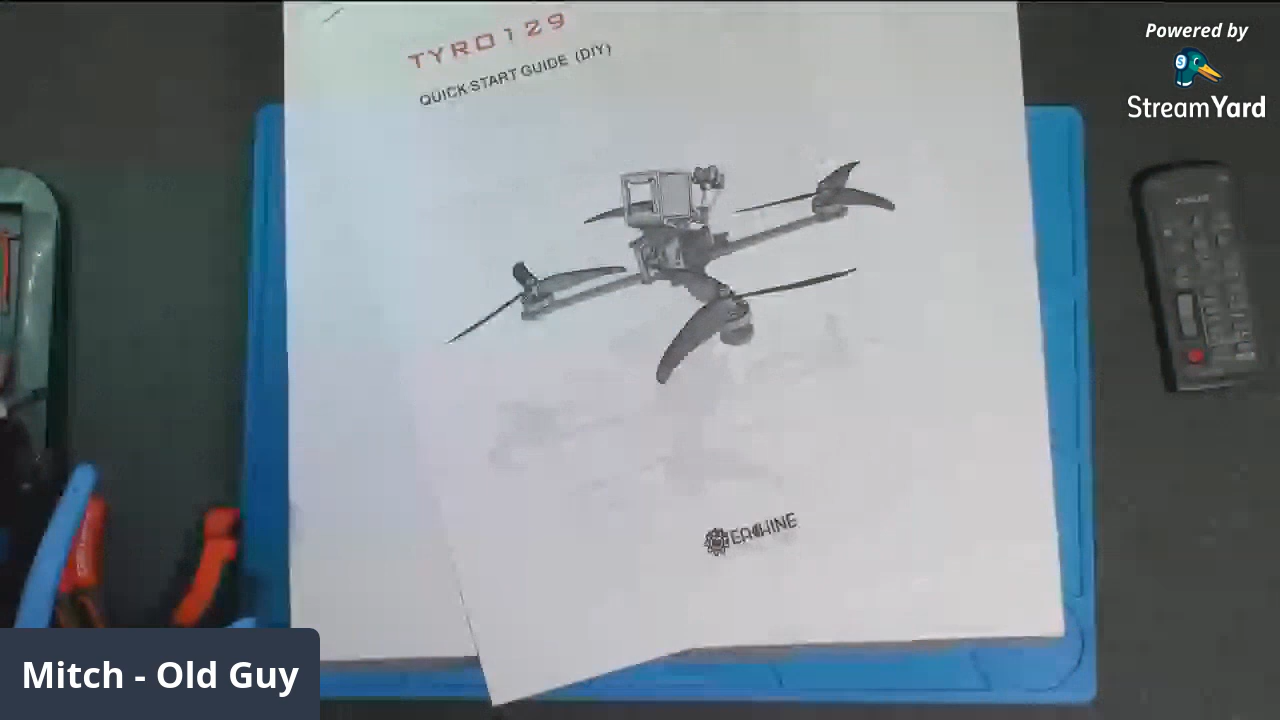 TYRO129
QUICK START GUIDE (DIY)
EACHINE
Powered by
StreamYard
Mitch - Old Guy